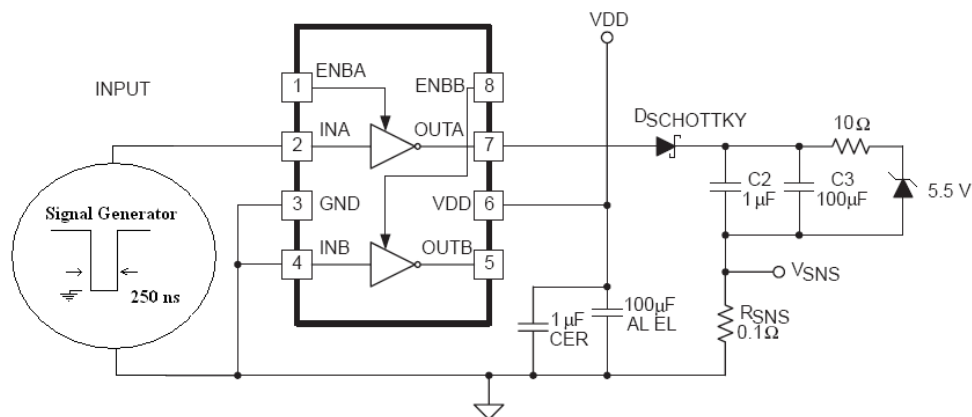 VDD
INPUT
1
ENBA
ENBB
8
2
INA
OUTA
7
DSCHOTTKY
10Ω
3
GND
VDD
6
C2
1 µF
C3
100µF
5.5 V
Signal Generator
250 ns
4
INB
OUTB
5
VSNS
1 µF
CER
100µF
AL EL
RSNS
0.1Ω